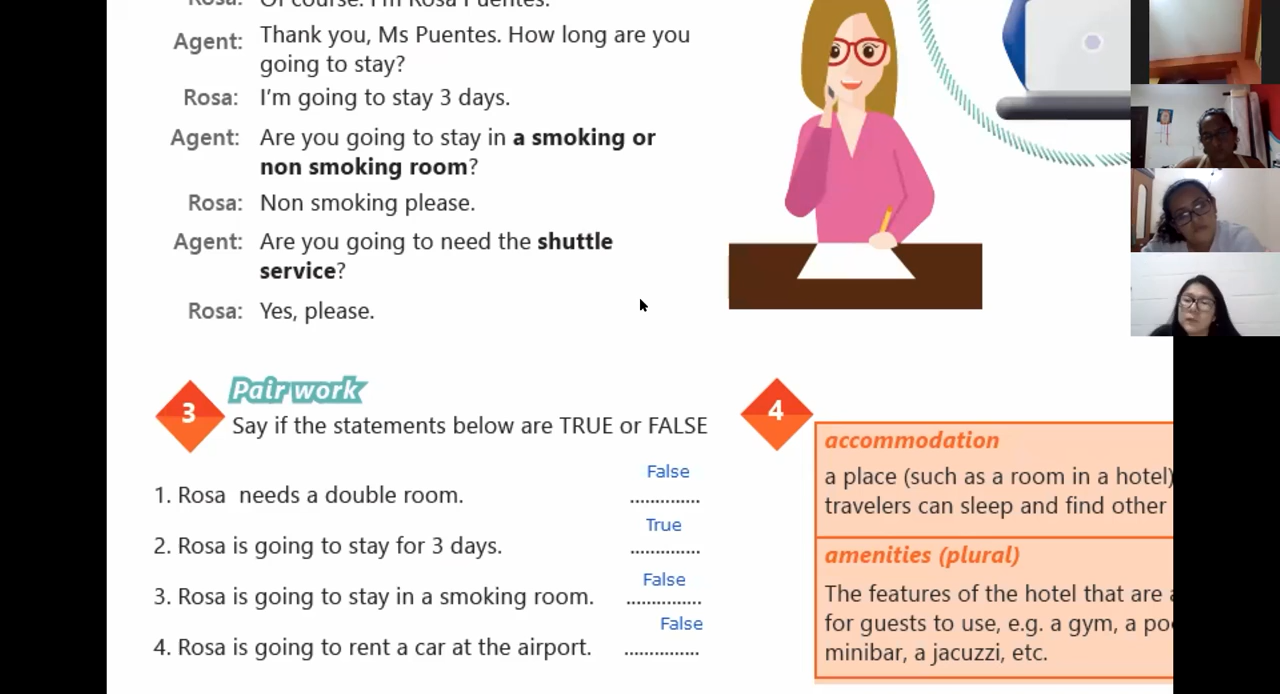 Rosa: Of course. I'm Rosa Puentes.
Agent: Thank you, Ms Puentes. How long are you
going to stay?
Rosa: I'm going to stay 3 days.
Agent: Are you going to stay in a smoking or
non smoking room?
Rosa: Non smoking please.
Agent: Are you going to need the shuttle
service?
Rosa: Yes, please.
3
Pair work
Say if the statements below are TRUE or FALSE
False
1. Rosa needs a double room. ..............
True
2. Rosa is going to stay for 3 days. ..............
False
3. Rosa is going to stay in a smoking room. ...............
False
4. Rosa is going to rent a car at the airport. ...............
4
accommodation
a place (such as a room in a hotel)
travelers can sleep and find other
amenities (plural)
The features of the hotel that are
for guests to use, e.g. a gym, a
minibar, a jacuzzi, etc.